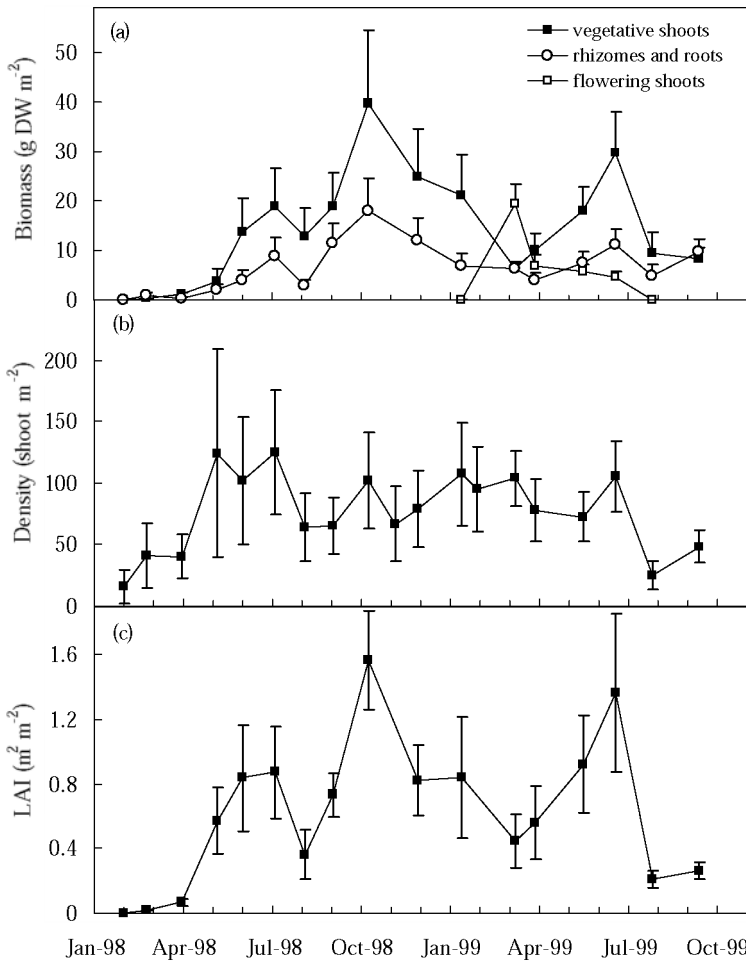 (a)
vegetative shoots
rhizomes and roots
flowering shoots
Biomass (g DW m-2)
50
40
30
20
10
0
(b)
Density (shoot m-2)
200
150
100
50
0
(c)
LAI (m2 m-2)
1.6
1.2
0.8
0.4
0
Jan-98 Apr-98 Jul-98 Oct-98 Jan-99 Apr-99 Jul-99 Oct-99